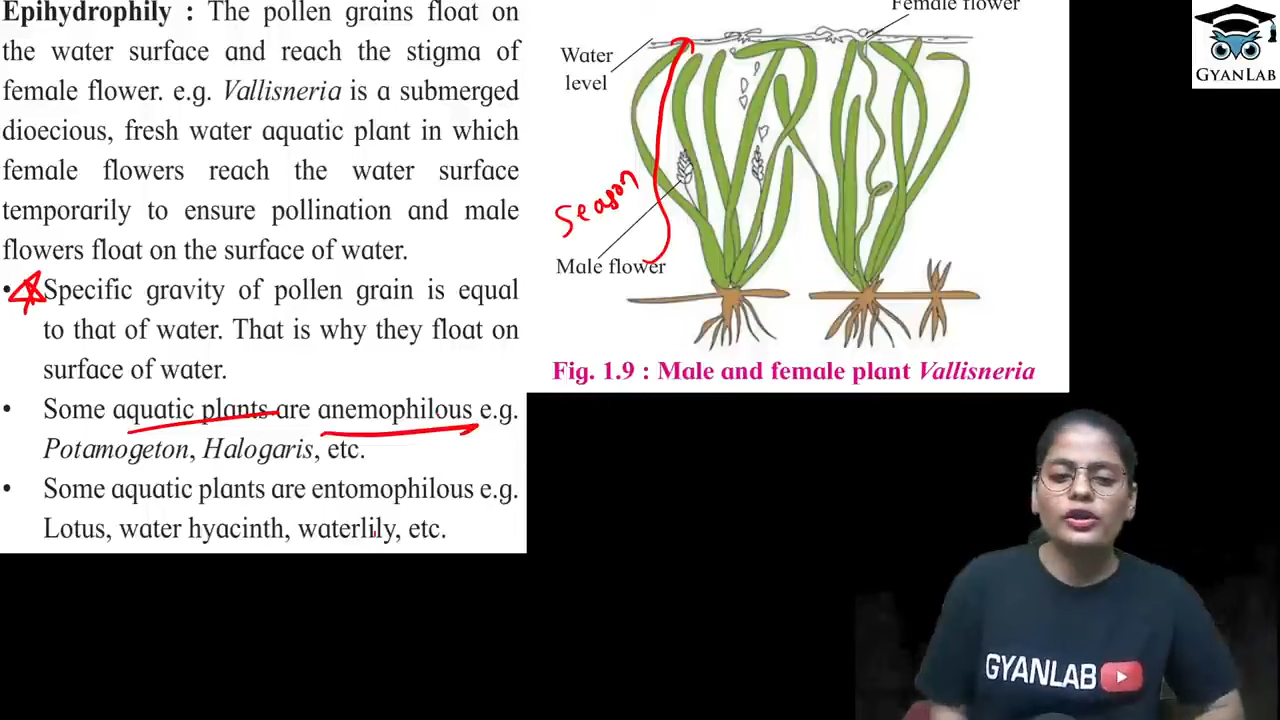 Epihydrophily : The pollen grains float on
the water surface and reach the stigma of
female flower. e.g. Vallisneria is a submerged
dioecious, fresh water aquatic plant in which
female flowers reach the water surface
temporarily to ensure pollination and male
flowers float on the surface of water.
• Specific gravity of pollen grain is equal
to that of water. That is why they float on
surface of water.
• Some aquatic plants are anemophilous e.g.
Potamogeton, Halogaris, etc.
• Some aquatic plants are entomophilous e.g.
Lotus, water hyacinth, waterlily, etc.
Female flower
Water
level
Season
Male flower
Fig. 1.9 : Male and female plant Vallisneria
GYANLAB
GYANLAB